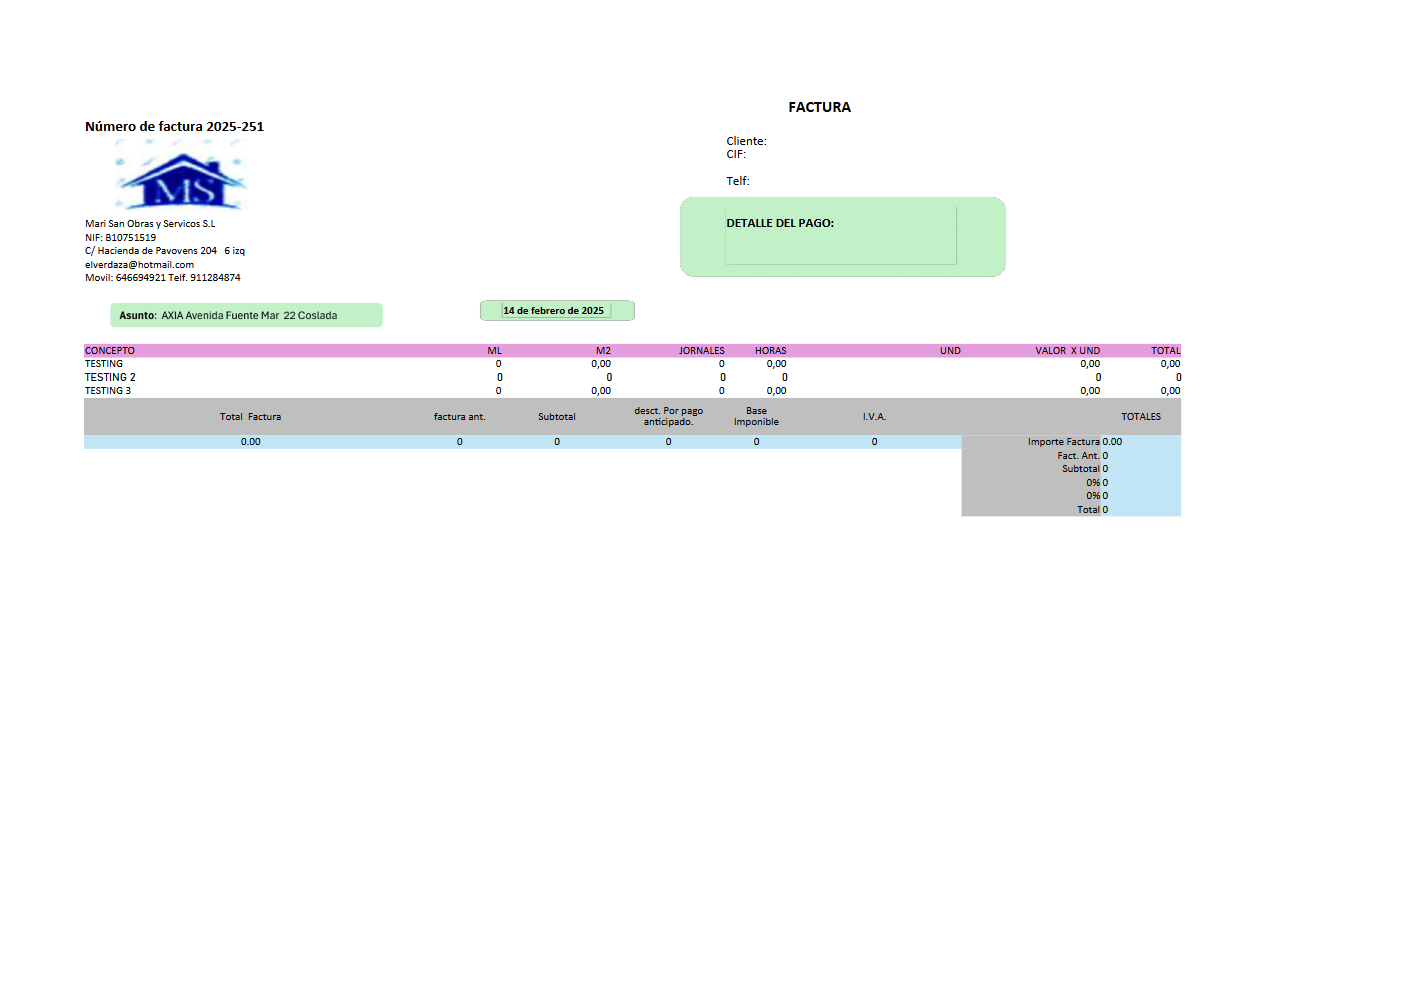 FACTURA
Número de factura 2025-251
Cliente:
CIF:
Telf:
MS
DETALLE DEL PAGO:
Mari San Obras y Servicos S.L
NIF: B10751519
C/ Hacienda de Pavovens 204 6 izq
elverdaza@hotmail.com
Movil: 646694921 Telf. 911284874
Asunto: AXIA Avenida Fuente Mar 22 Coslada
14 de febrero de 2025
CONCEPTO ML M2 JORNALES HORAS UND VALOR X UND TOTAL
TESTING 0 0,00 0 0,00 0,00 0,00
TESTING 2 0 0 0 0 0 0
TESTING 3 0 0,00 0 0,00 0,00 0,00
Total Factura factura ant. Subtotal desct. Por pago anticipado. Base Imponible I.V.A. TOTALES
0.00 0 0 0 0 0 Importe Factura 0.00
Fact. Ant. 0
Subtotal 0
0% 0
0% 0
Total 0